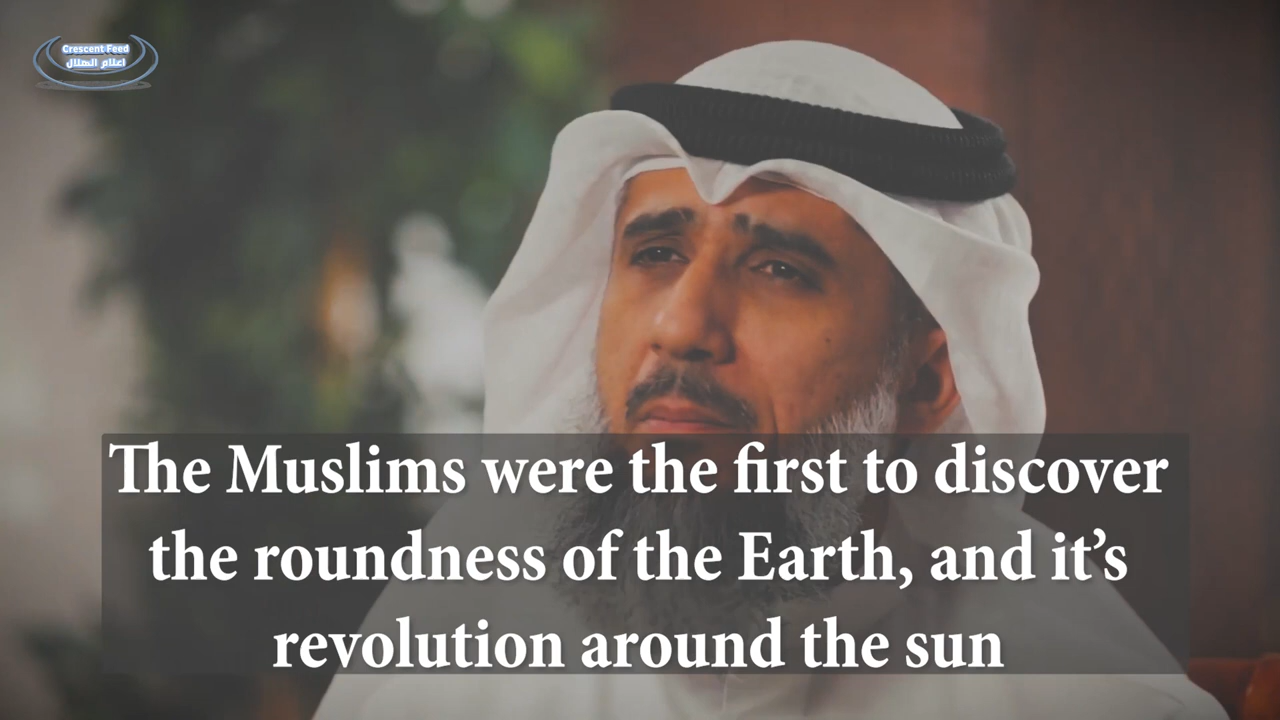 Crescent Feed
اعلام الهلال
The Muslims were the first to discover
the roundness of the Earth, and it’s
revolution around the sun